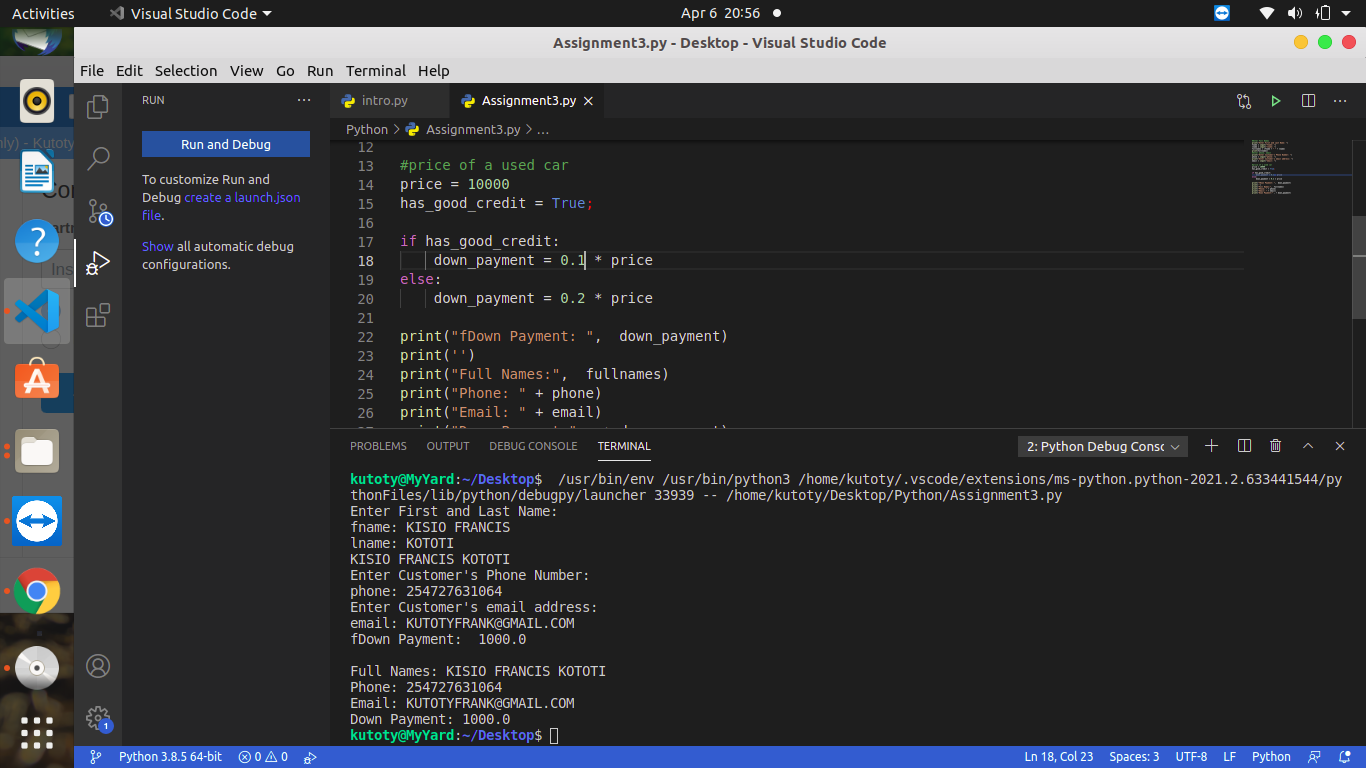 Activities
Visual Studio Code
Apr 6 20:56
Assignment3.py - Desktop - Visual Studio Code
File Edit Selection View Go Run Terminal Help
RUN
Run and Debug
To customize Run and
Debug create a launch.json
file.
Show all automatic debug
configurations.
intro.py
Assignment3.py
Python > Assignment3.py > ...
12
13 #price of a used car
14 price = 10000
15 has_good_credit = True;
16
17 if has_good_credit:
18 down_payment = 0.1 * price
19 else:
20 down_payment = 0.2 * price
21
22 print("fDown Payment: ",  down_payment)
23 print('')
24 print("Full Names:",  fullnames)
25 print("Phone: " + phone)
26 print("Email: " + email)
PROBLEMS OUTPUT DEBUG CONSOLE TERMINAL
2: Python Debug Consc
kutoty@MyYard:~/Desktop$  /usr/bin/env /usr/bin/python3 /home/kutoty/.vscode/extensions/ms-python.python-2021.2.633441544/py
thonFiles/lib/python/debugpy/launcher 33939 -- /home/kutoty/Desktop/Python/Assignment3.py
Enter First and Last Name:
fname: KISIO FRANCIS
lname: KOTOTI
KISIO FRANCIS KOTOTI
Enter Customer's Phone Number:
phone: 254727631064
Enter Customer's email address:
email: KUTOTYFRANK@GMAIL.COM
fDown Payment:  1000.0
Full Names: KISIO FRANCIS KOTOTI
Phone: 254727631064
Email: KUTOTYFRANK@GMAIL.COM
Down Payment: 1000.0
kutoty@MyYard:~/Desktop$
1
Python 3.8.5 64-bit
0 0
Ln 18, Col 23
Spaces: 3
UTF-8
LF
Python